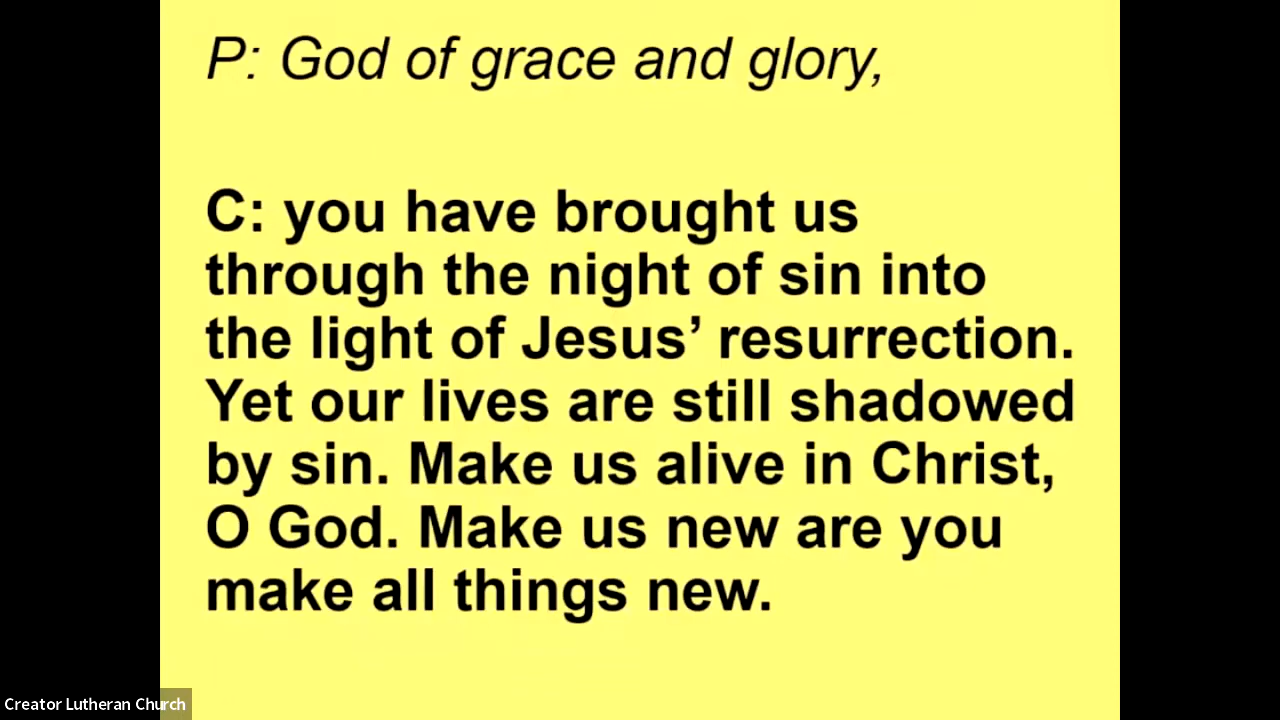 P: God of grace and glory,
C: you have brought us
through the night of sin into
the light of Jesus’ resurrection.
Yet our lives are still shadowed
by sin. Make us alive in Christ,
O God. Make us new are you
make all things new.
Creator Lutheran Church